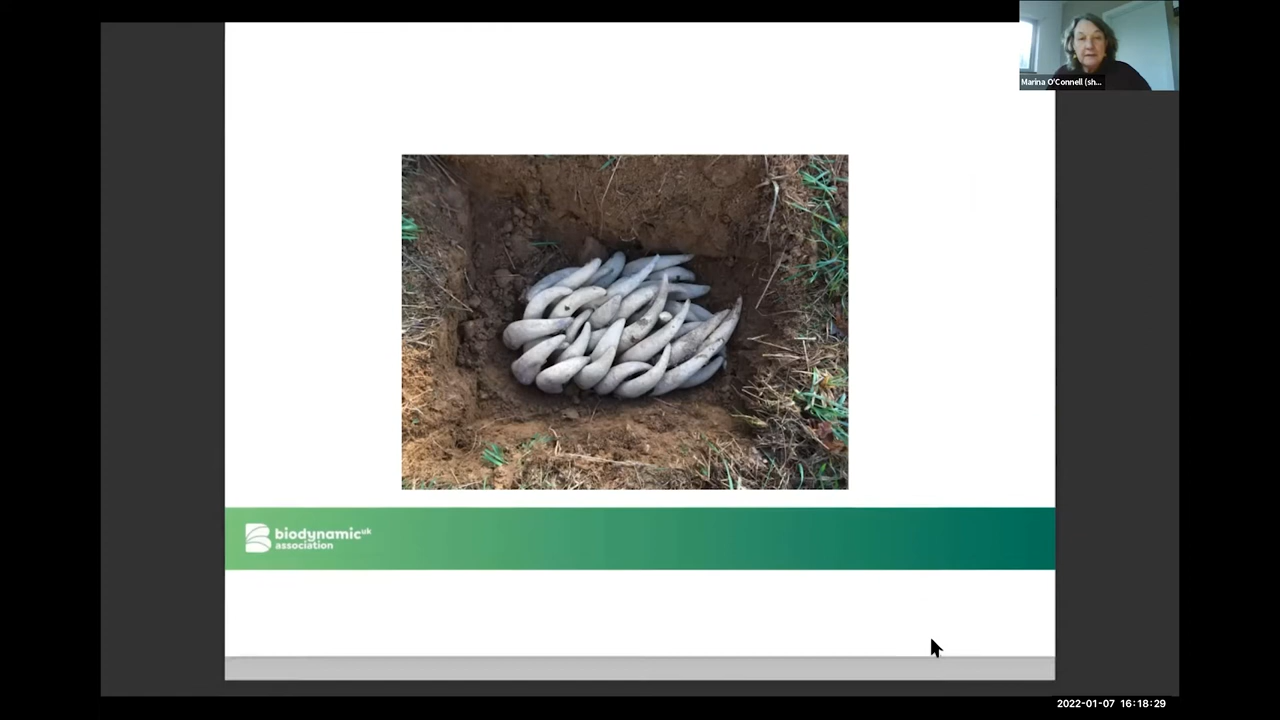 Marina O'Connell (sh...
biodynamic uk
association
2022-01-07 16:18:29